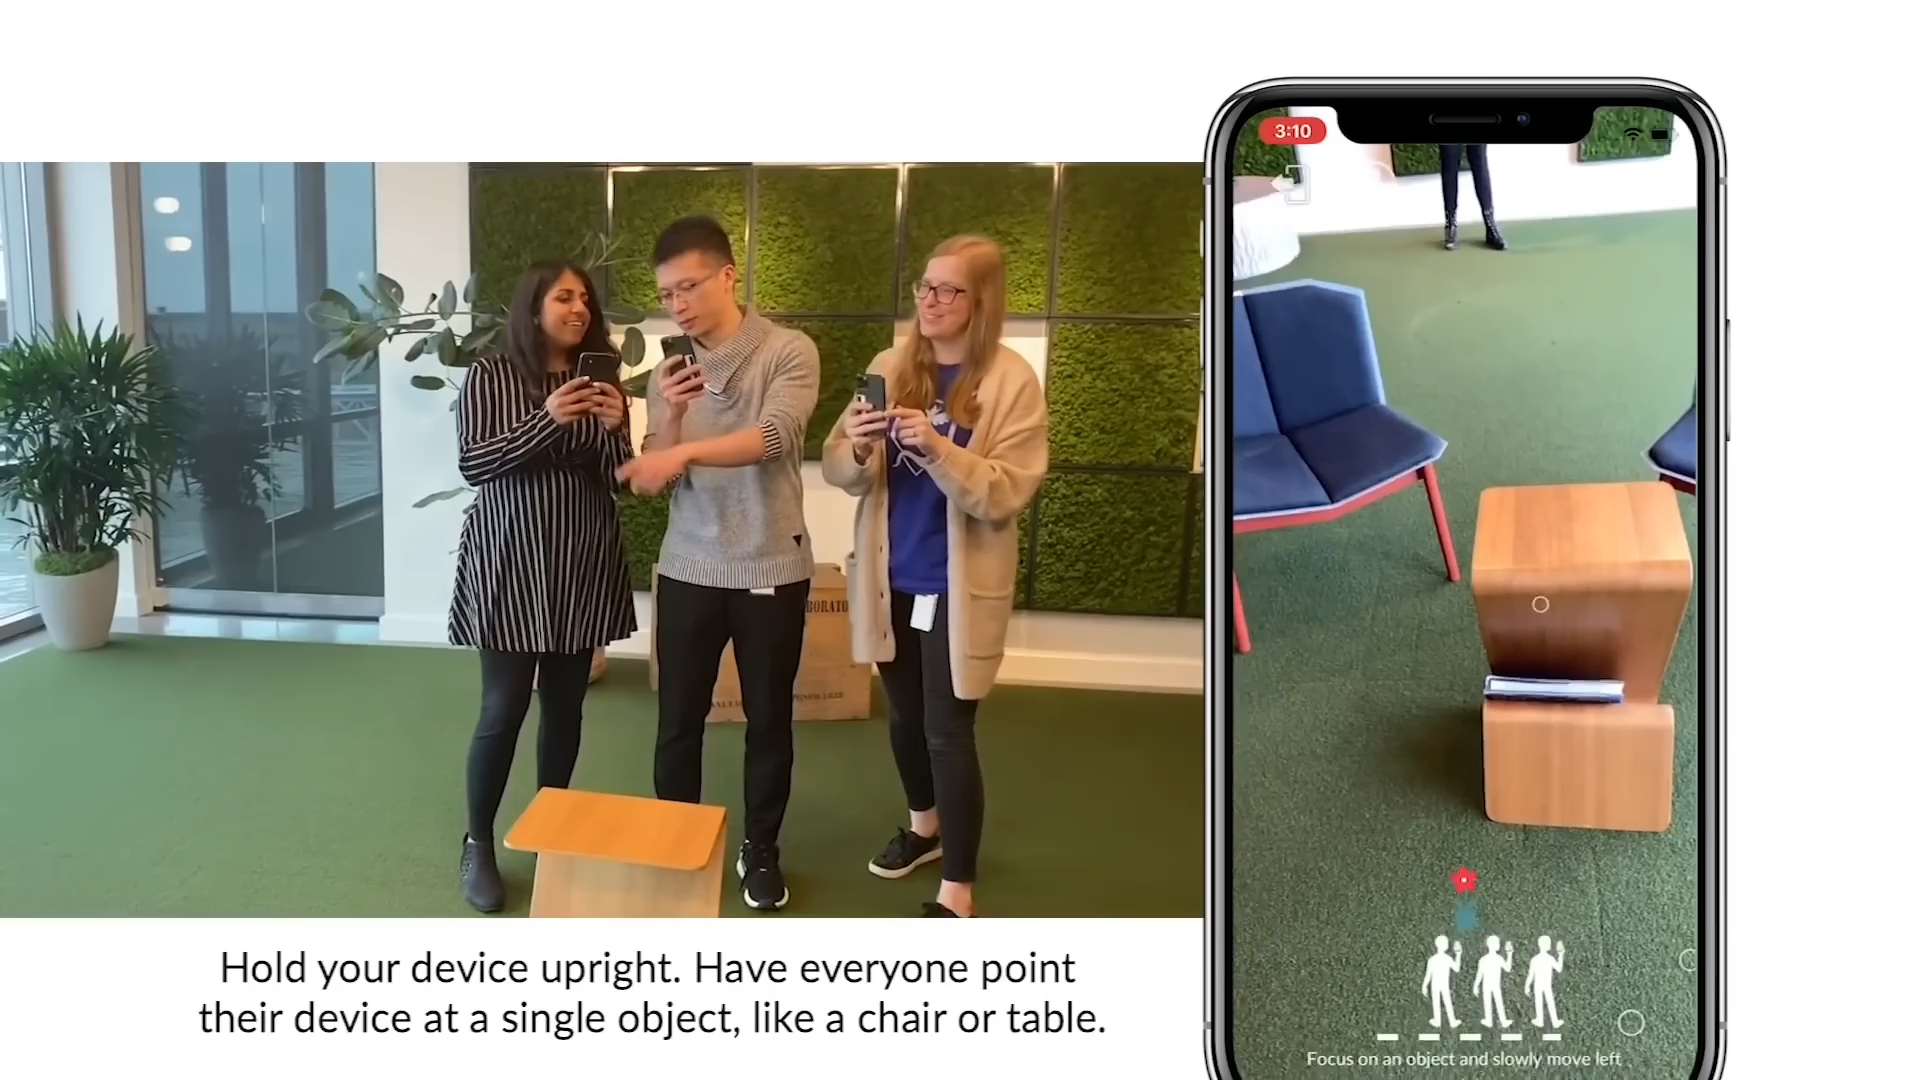 3:10
BORATO
Hold your device upright. Have everyone point
their device at a single object, like a chair or table.
Focus on an object and slowly move left